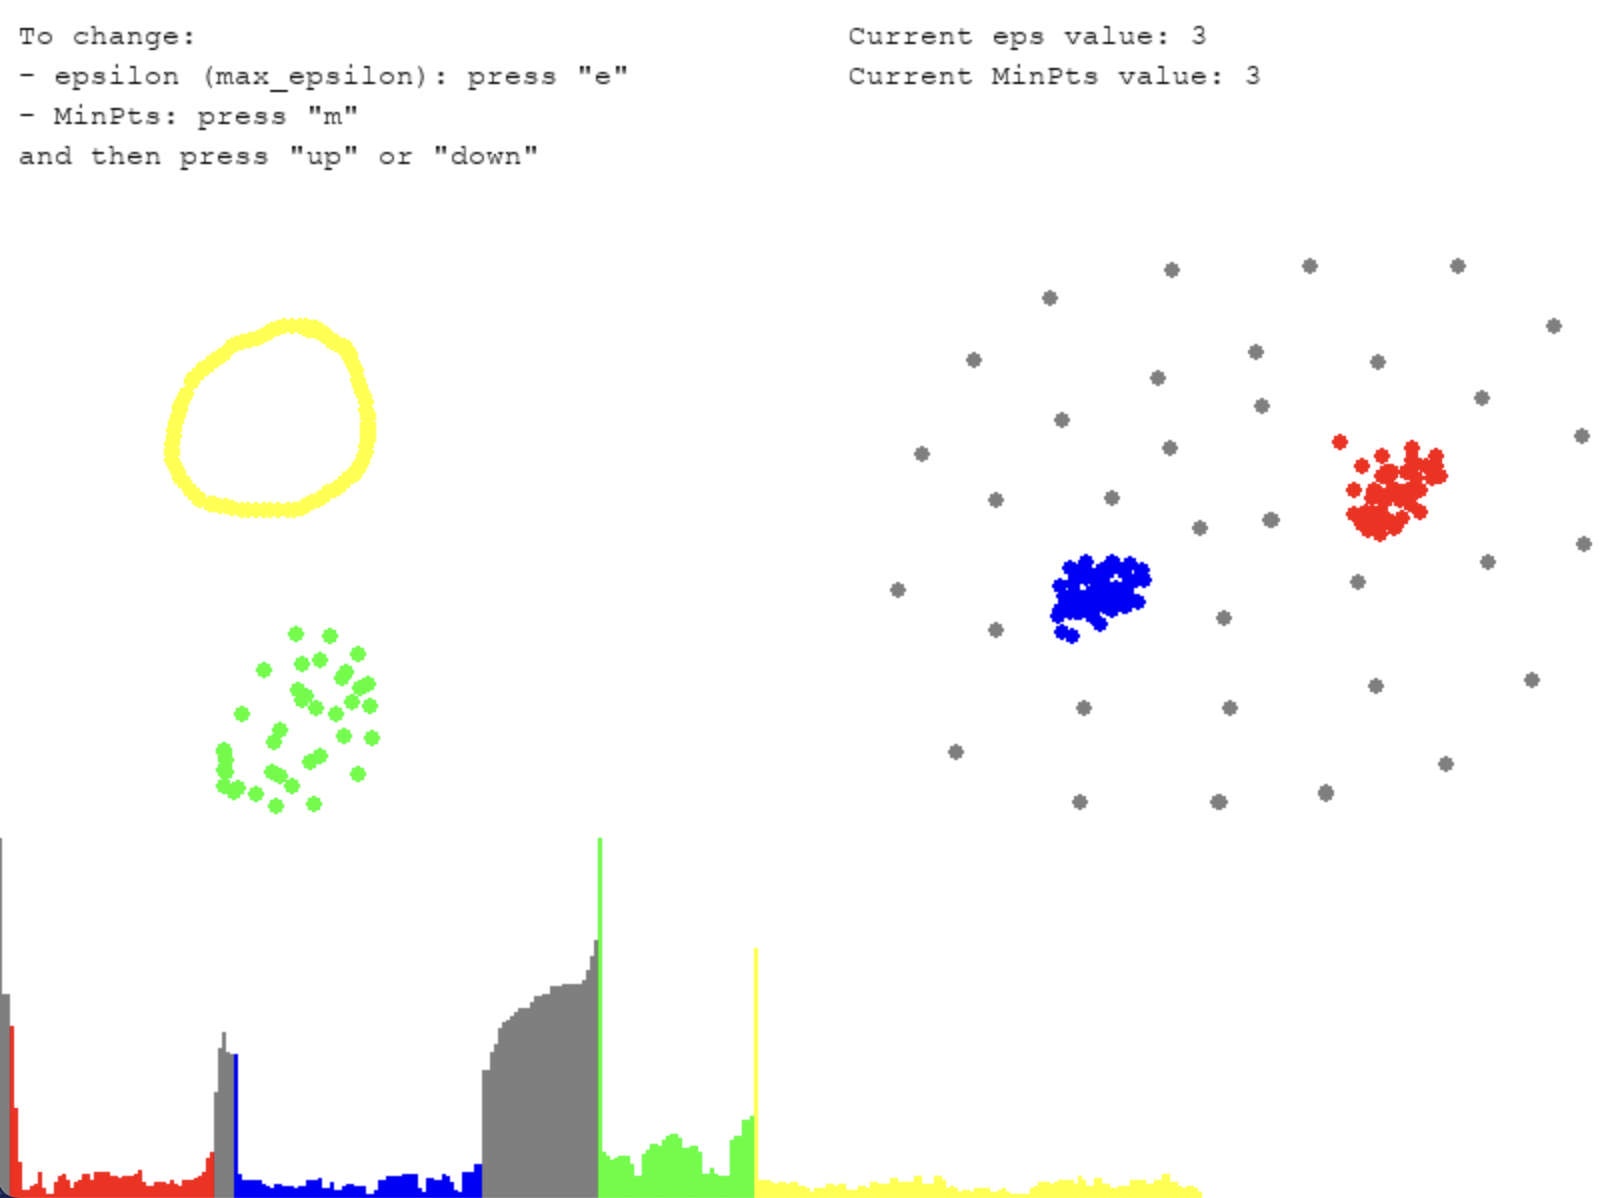 To change:
- epsilon (max_epsilon): press "e"
- MinPts: press "m"
and then press "up" or "down"
Current eps value: 3
Current MinPts value: 3